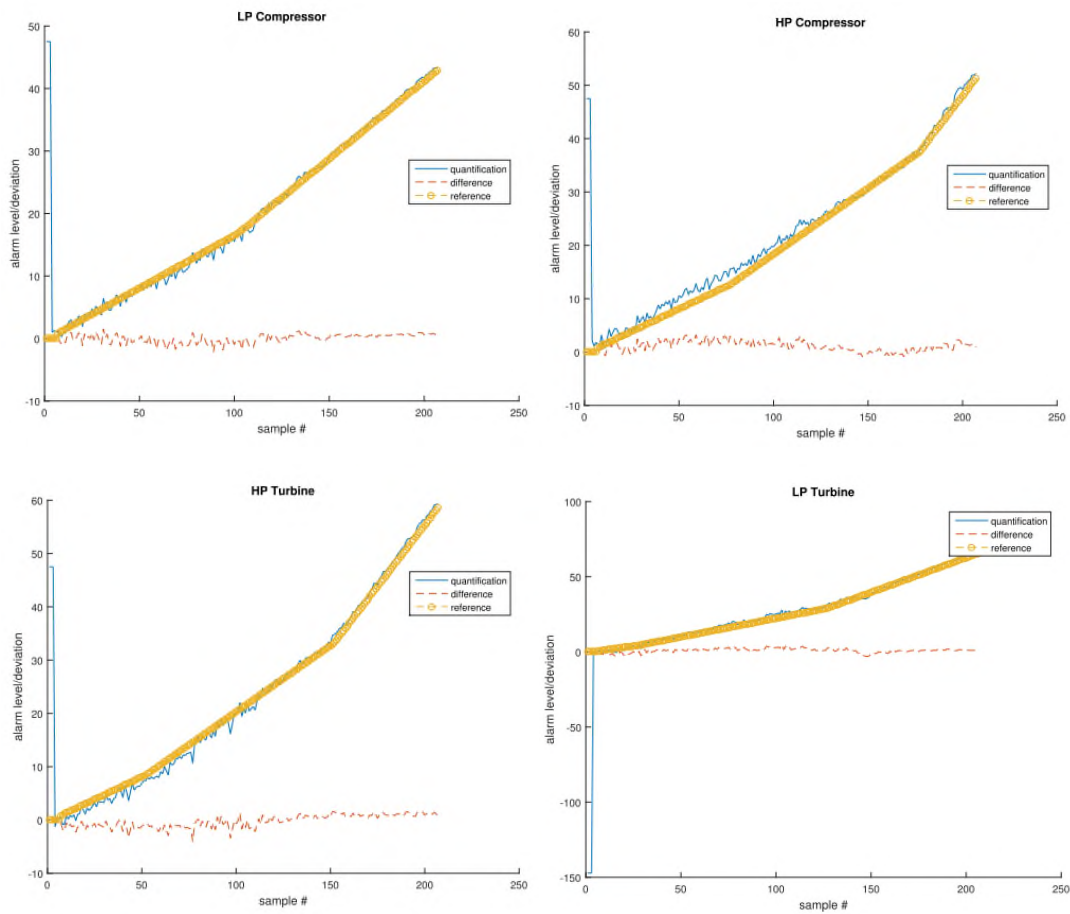 LP Compressor
50
40
30
20
10
0
-10
alarm level/deviation
0 50 100 150 200 250
sample #
quantification
difference
reference
HP Compressor
60
50
40
30
20
10
0
-10
alarm level/deviation
0 50 100 150 200 250
sample #
quantification
difference
reference
HP Turbine
60
50
40
30
20
10
0
-10
alarm level/deviation
0 50 100 150 200 250
sample #
quantification
difference
reference
LP Turbine
100
50
0
-50
-100
-150
alarm level/deviation
0 50 100 150 200 250
sample #
quantification
difference
reference